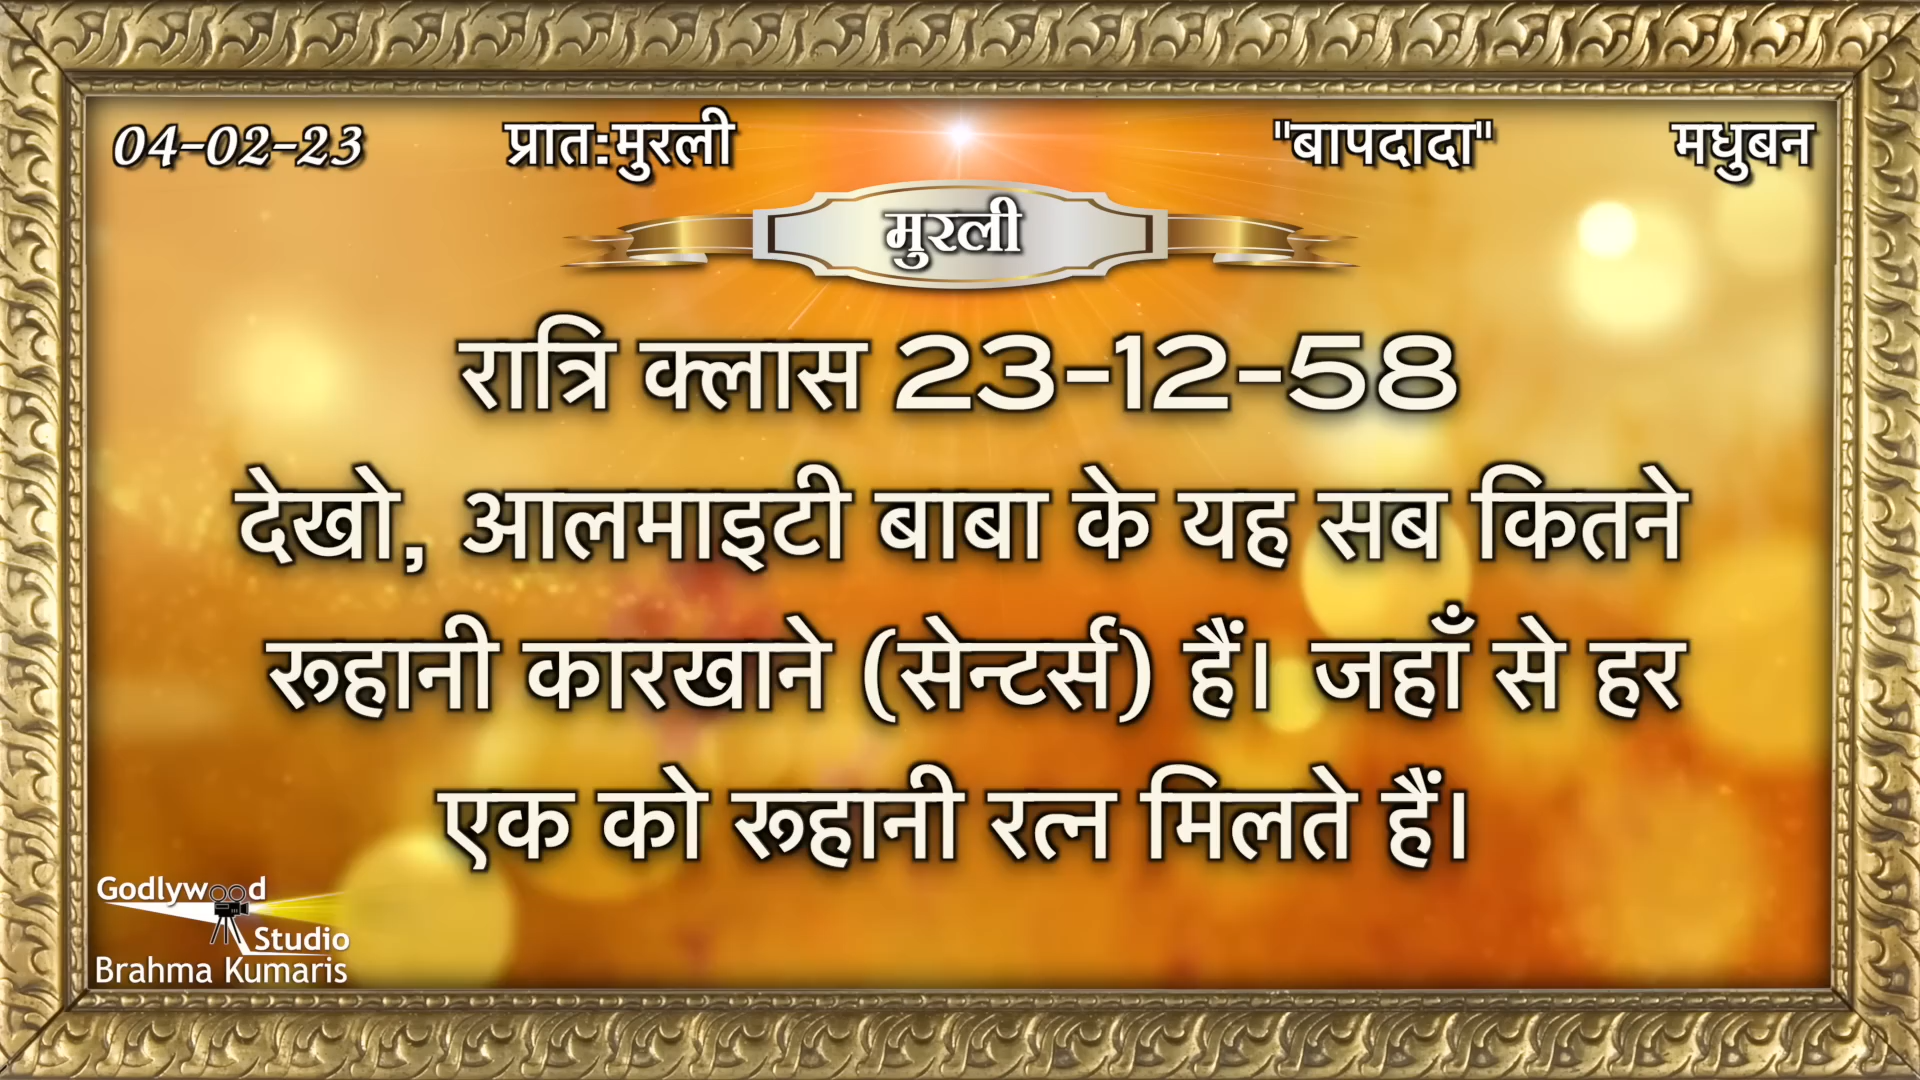 04-02-23 प्रात:मुरली "बापदादा" मधुबन
मुरली
रात्रि क्लास 23-12-58
देखो, आलमाइटी बाबा के यह सब कितने
रूहानी कारखाने (सेन्टर्स) हैं। जहाँ से हर
एक को रूहानी रत्न मिलते हैं।
Godlywood
Studio
Brahma Kumaris